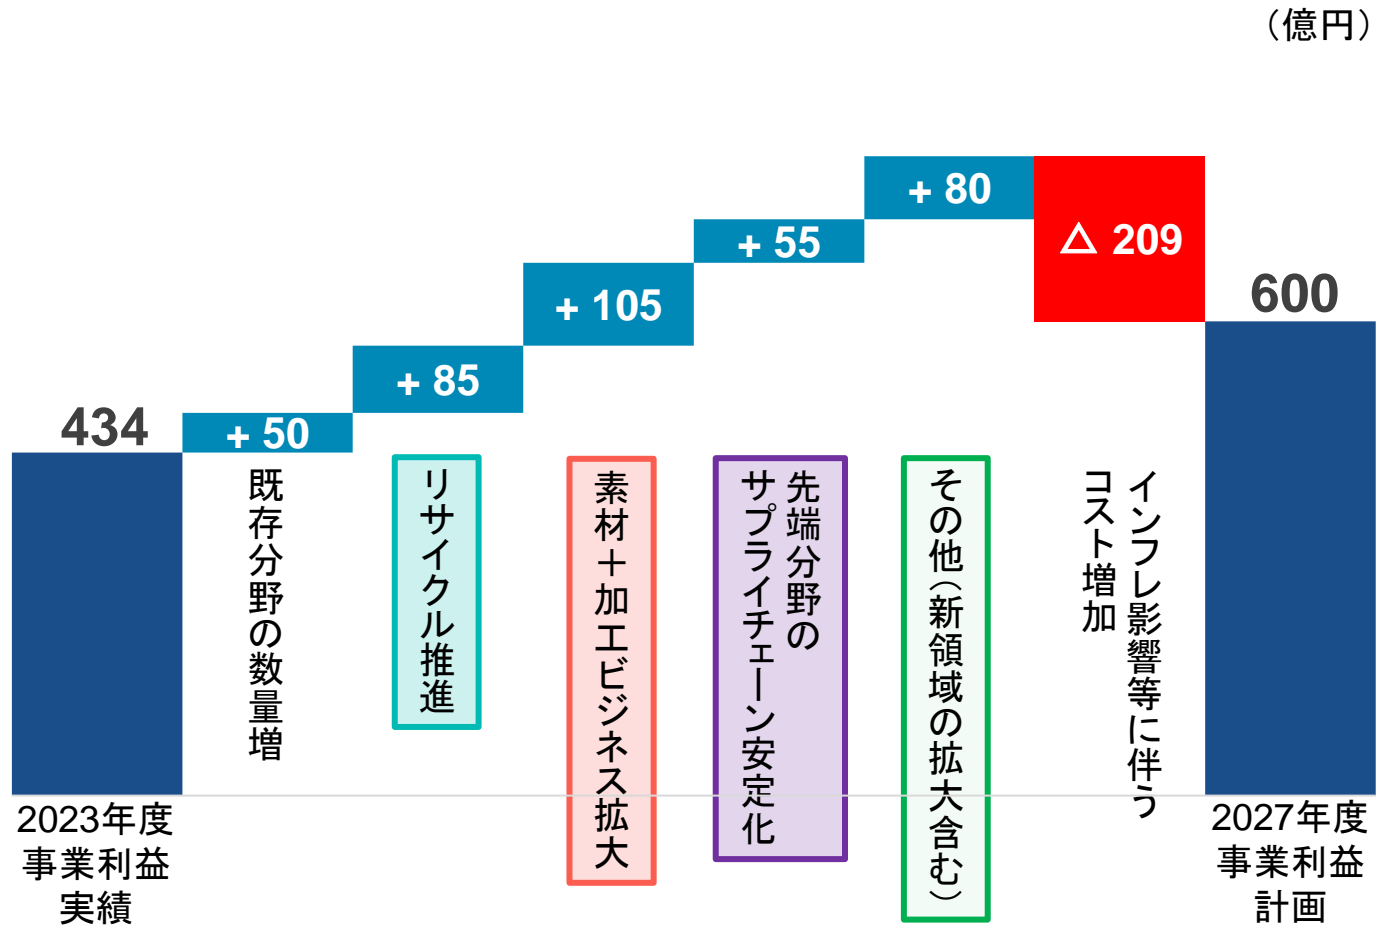 （億円）
434
+ 50
+ 85
+ 105
+ 55
+ 80
△ 209
600
既存分野の数量増
リサイクル推進
素材＋加工ビジネス拡大
先端分野の
サプライチェーン安定化
その他（新領域の拡大含む）
インフレ影響等に伴う
コスト増加
2023年度
事業利益
実績
2027年度
事業利益
計画